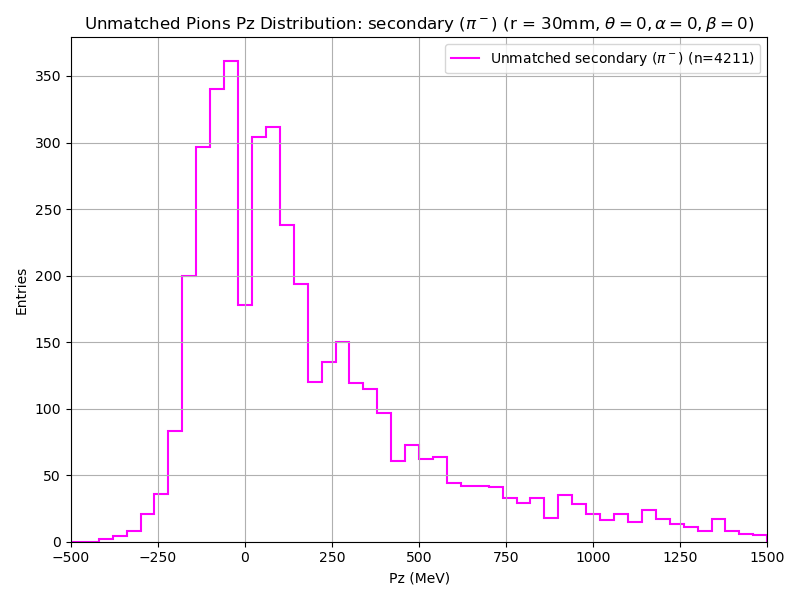 Unmatched Pions Pz Distribution: secondary (π⁻) (r = 30mm, θ = 0, α = 0, β = 0)
Unmatched secondary (π⁻) (n=4211)
350
300
250
200
150
100
50
0
Entries
−500 −250 0 250 500 750 1000 1250 1500
Pz (MeV)